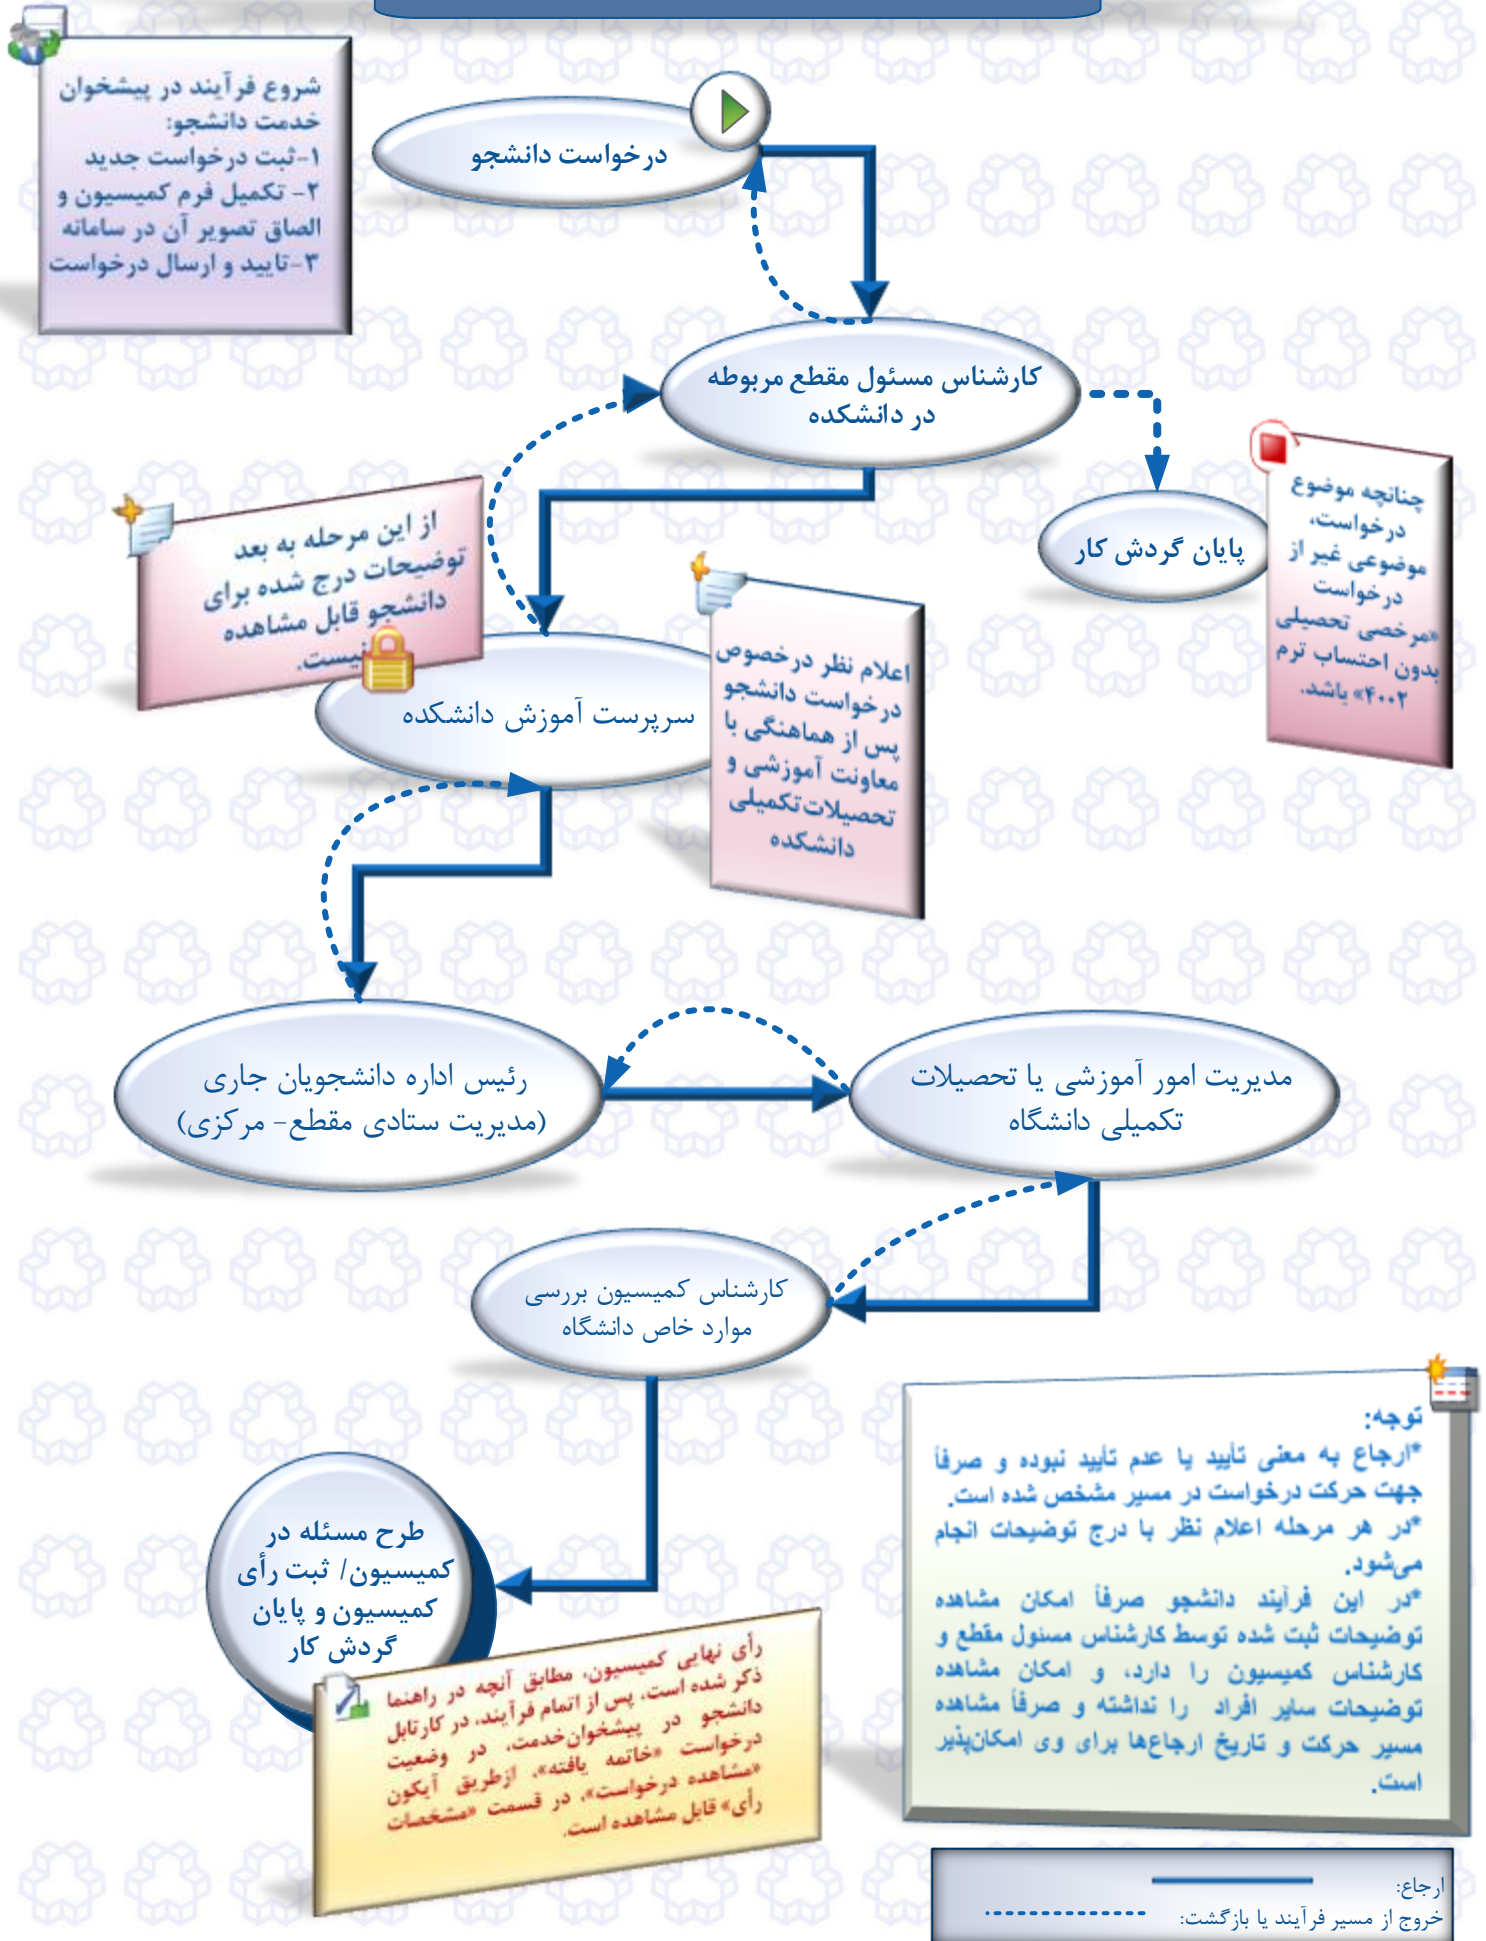 شروع فرآیند در پیشخوان
خدمت دانشجو:
۱-ثبت درخواست جدید
۲- تکمیل فرم کمیسیون و
الصاق تصویر آن در سامانه
۳-تایید و ارسال درخواست
درخواست دانشجو
کارشناس مسئول مقطع مربوطه
در دانشکده
پایان گردش کار
چنانچه موضوع
درخواست،
موضوعی غیر از
درخواست
«مرخصی تحصیلی
بدون احتساب ترم
۴۰۰۲» باشد.
از این مرحله به بعد
توضیحات درج شده برای
دانشجو قابل مشاهده
نیست.
سرپرست آموزش دانشکده
اعلام نظر درخصوص
درخواست دانشجو
پس از هماهنگی با
معاونت آموزشی و
تحصیلات تکمیلی
دانشکده
رئیس اداره دانشجویان جاری
(مدیریت ستادی مقطع- مرکزی)
مدیریت امور آموزشی یا تحصیلات
تکمیلی دانشگاه
کارشناس کمیسیون بررسی
موارد خاص دانشگاه
طرح مسئله در
کمیسیون/ ثبت رأی
کمیسیون و پایان
گردش کار
رأی نهایی کمیسیون، مطابق آنچه در راهنما
ذکر شده است، پس از اتمام فرآیند، در کارتابل
دانشجو در پیشخوان‌خدمت، در وضعیت
درخواست «خاتمه یافته»، ازطریق آیکون
«مشاهده درخواست»، در قسمت «مشخصات
رأی» قابل مشاهده است.
توجه:
*ارجاع به معنی تأیید یا عدم تأیید نبوده و صرفاً
جهت حرکت درخواست در مسیر مشخص شده است.
*در هر مرحله اعلام نظر با درج توضیحات انجام
می‌شود.
*در این فرآیند دانشجو صرفاً امکان مشاهده
توضیحات ثبت شده توسط کارشناس مسئول مقطع و
کارشناس کمیسیون را دارد، و امکان مشاهده
توضیحات سایر افراد را نداشته و صرفاً مشاهده
مسیر حرکت و تاریخ ارجاع‌ها برای وی امکان‌پذیر
است.
ارجاع:
خروج از مسیر فرآیند یا بازگشت: